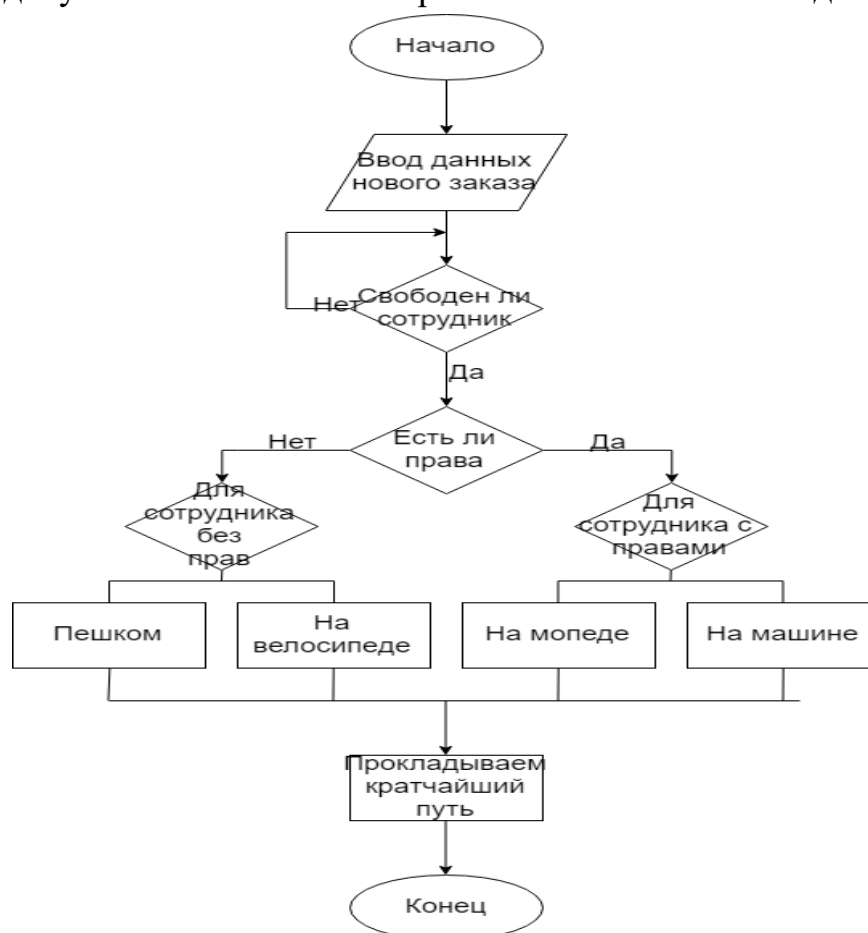 Начало
Ввод данных
нового заказа
Нет
Свободен ли
сотрудник
Да
Нет
Есть ли
права
Да
Для
сотрудника
без
прав
Для
сотрудника с
правами
Пешком
На
велосипеде
На мопеде
На машине
Прокладываем
кратчайший
путь
Конец